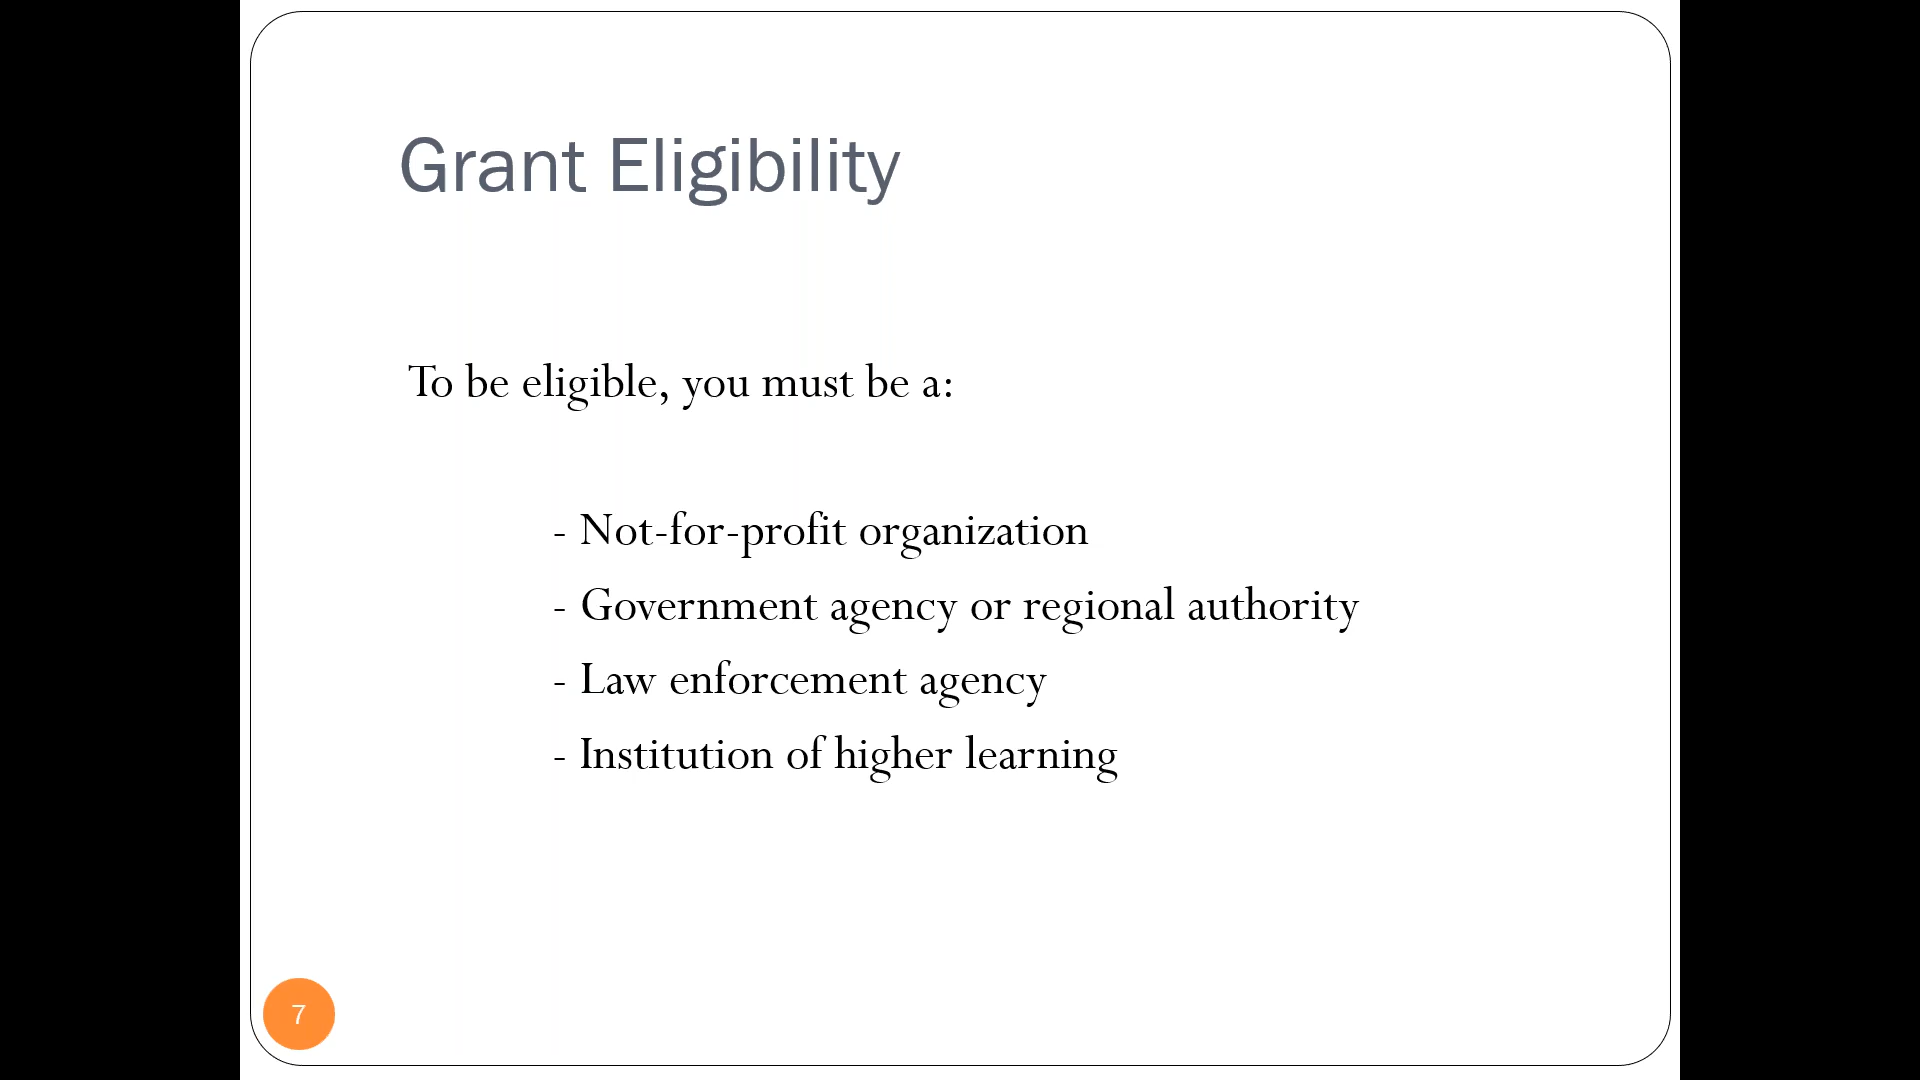 Grant Eligibility
To be eligible, you must be a:
- Not-for-profit organization
- Government agency or regional authority
- Law enforcement agency
- Institution of higher learning
7